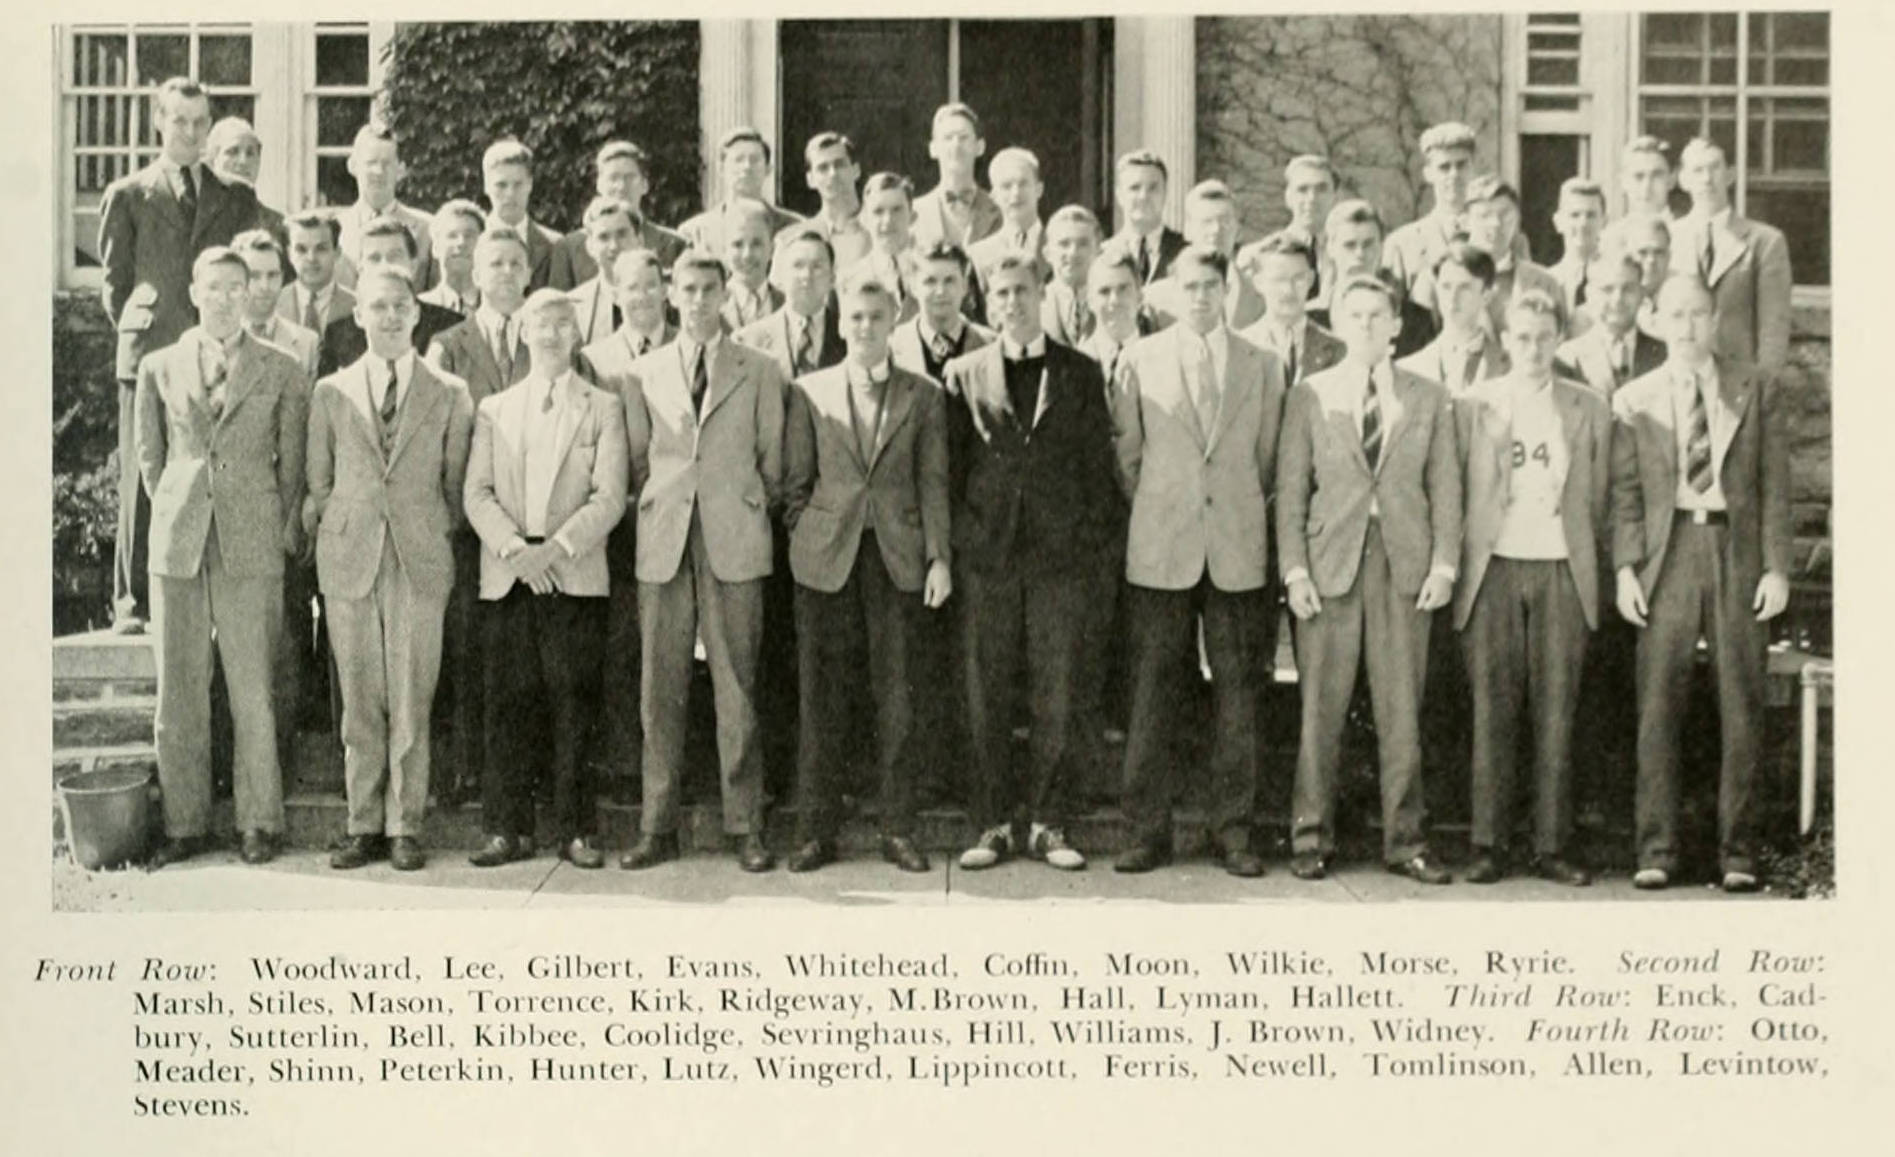 94
Front Row: Woodward, Lee, Gilbert, Evans, Whitehead, Coffin, Moon, Wilkie, Morse, Ryrie. Second Row:
Marsh, Stiles, Mason, Torrence, Kirk, Ridgeway, M.Brown, Hall, Lyman, Hallett. Third Row: Enck, Cad-
bury, Sutterlin, Bell, Kibbee, Coolidge, Sevringhaus, Hill, Williams, J. Brown, Widney. Fourth Row: Otto,
Meader, Shinn, Peterkin, Hunter, Lutz, Wingerd, Lippincott, Ferris, Newell, Tomlinson, Allen, Levintow,
Stevens.